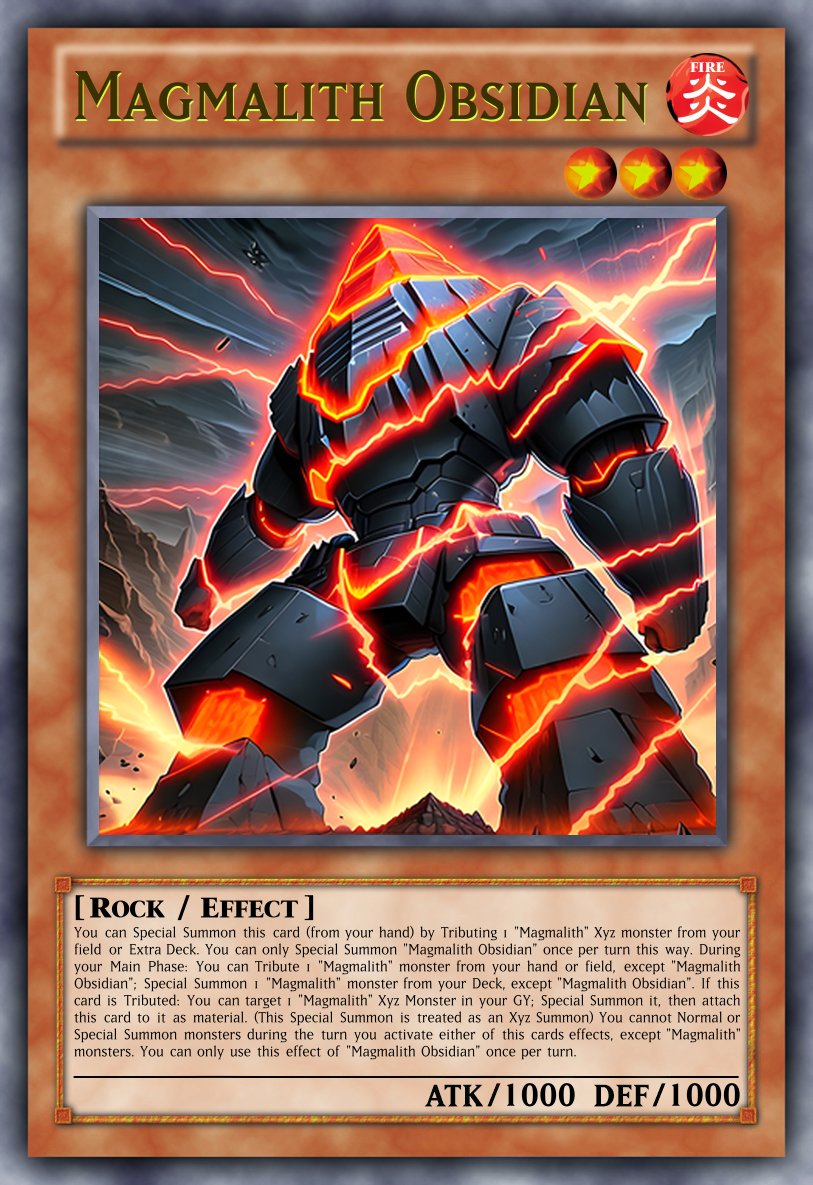 Magmalith Obsidian
FIRE
炎
[ Rock / Effect ]
You can Special Summon this card (from your hand) by Tributing 1 "Magmalith" Xyz monster from your
field or Extra Deck. You can only Special Summon "Magmalith Obsidian" once per turn this way. During
your Main Phase: You can Tribute 1 "Magmalith" monster from your hand or field, except "Magmalith
Obsidian"; Special Summon 1 "Magmalith" monster from your Deck, except "Magmalith Obsidian". If this
card is Tributed: You can target 1 "Magmalith" Xyz Monster in your GY; Special Summon it, then attach
this card to it as material. (This Special Summon is treated as an Xyz Summon) You cannot Normal or
Special Summon monsters during the turn you activate either of this cards effects, except "Magmalith"
monsters. You can only use this effect of "Magmalith Obsidian" once per turn.
ATK/1000 DEF/1000